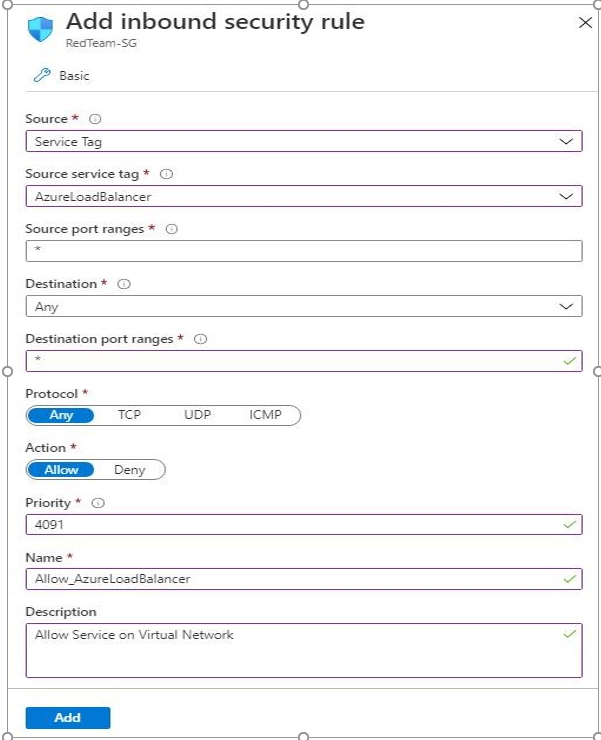 Add inbound security rule
RedTeam-SG
Basic
Source *
Service Tag
Source service tag *
AzureLoadBalancer
Source port ranges *
*
Destination *
Any
Destination port ranges *
*
Protocol *
Any TCP UDP ICMP
Action *
Allow Deny
Priority *
4091
Name *
Allow_AzureLoadBalancer
Description
Allow Service on Virtual Network
Add